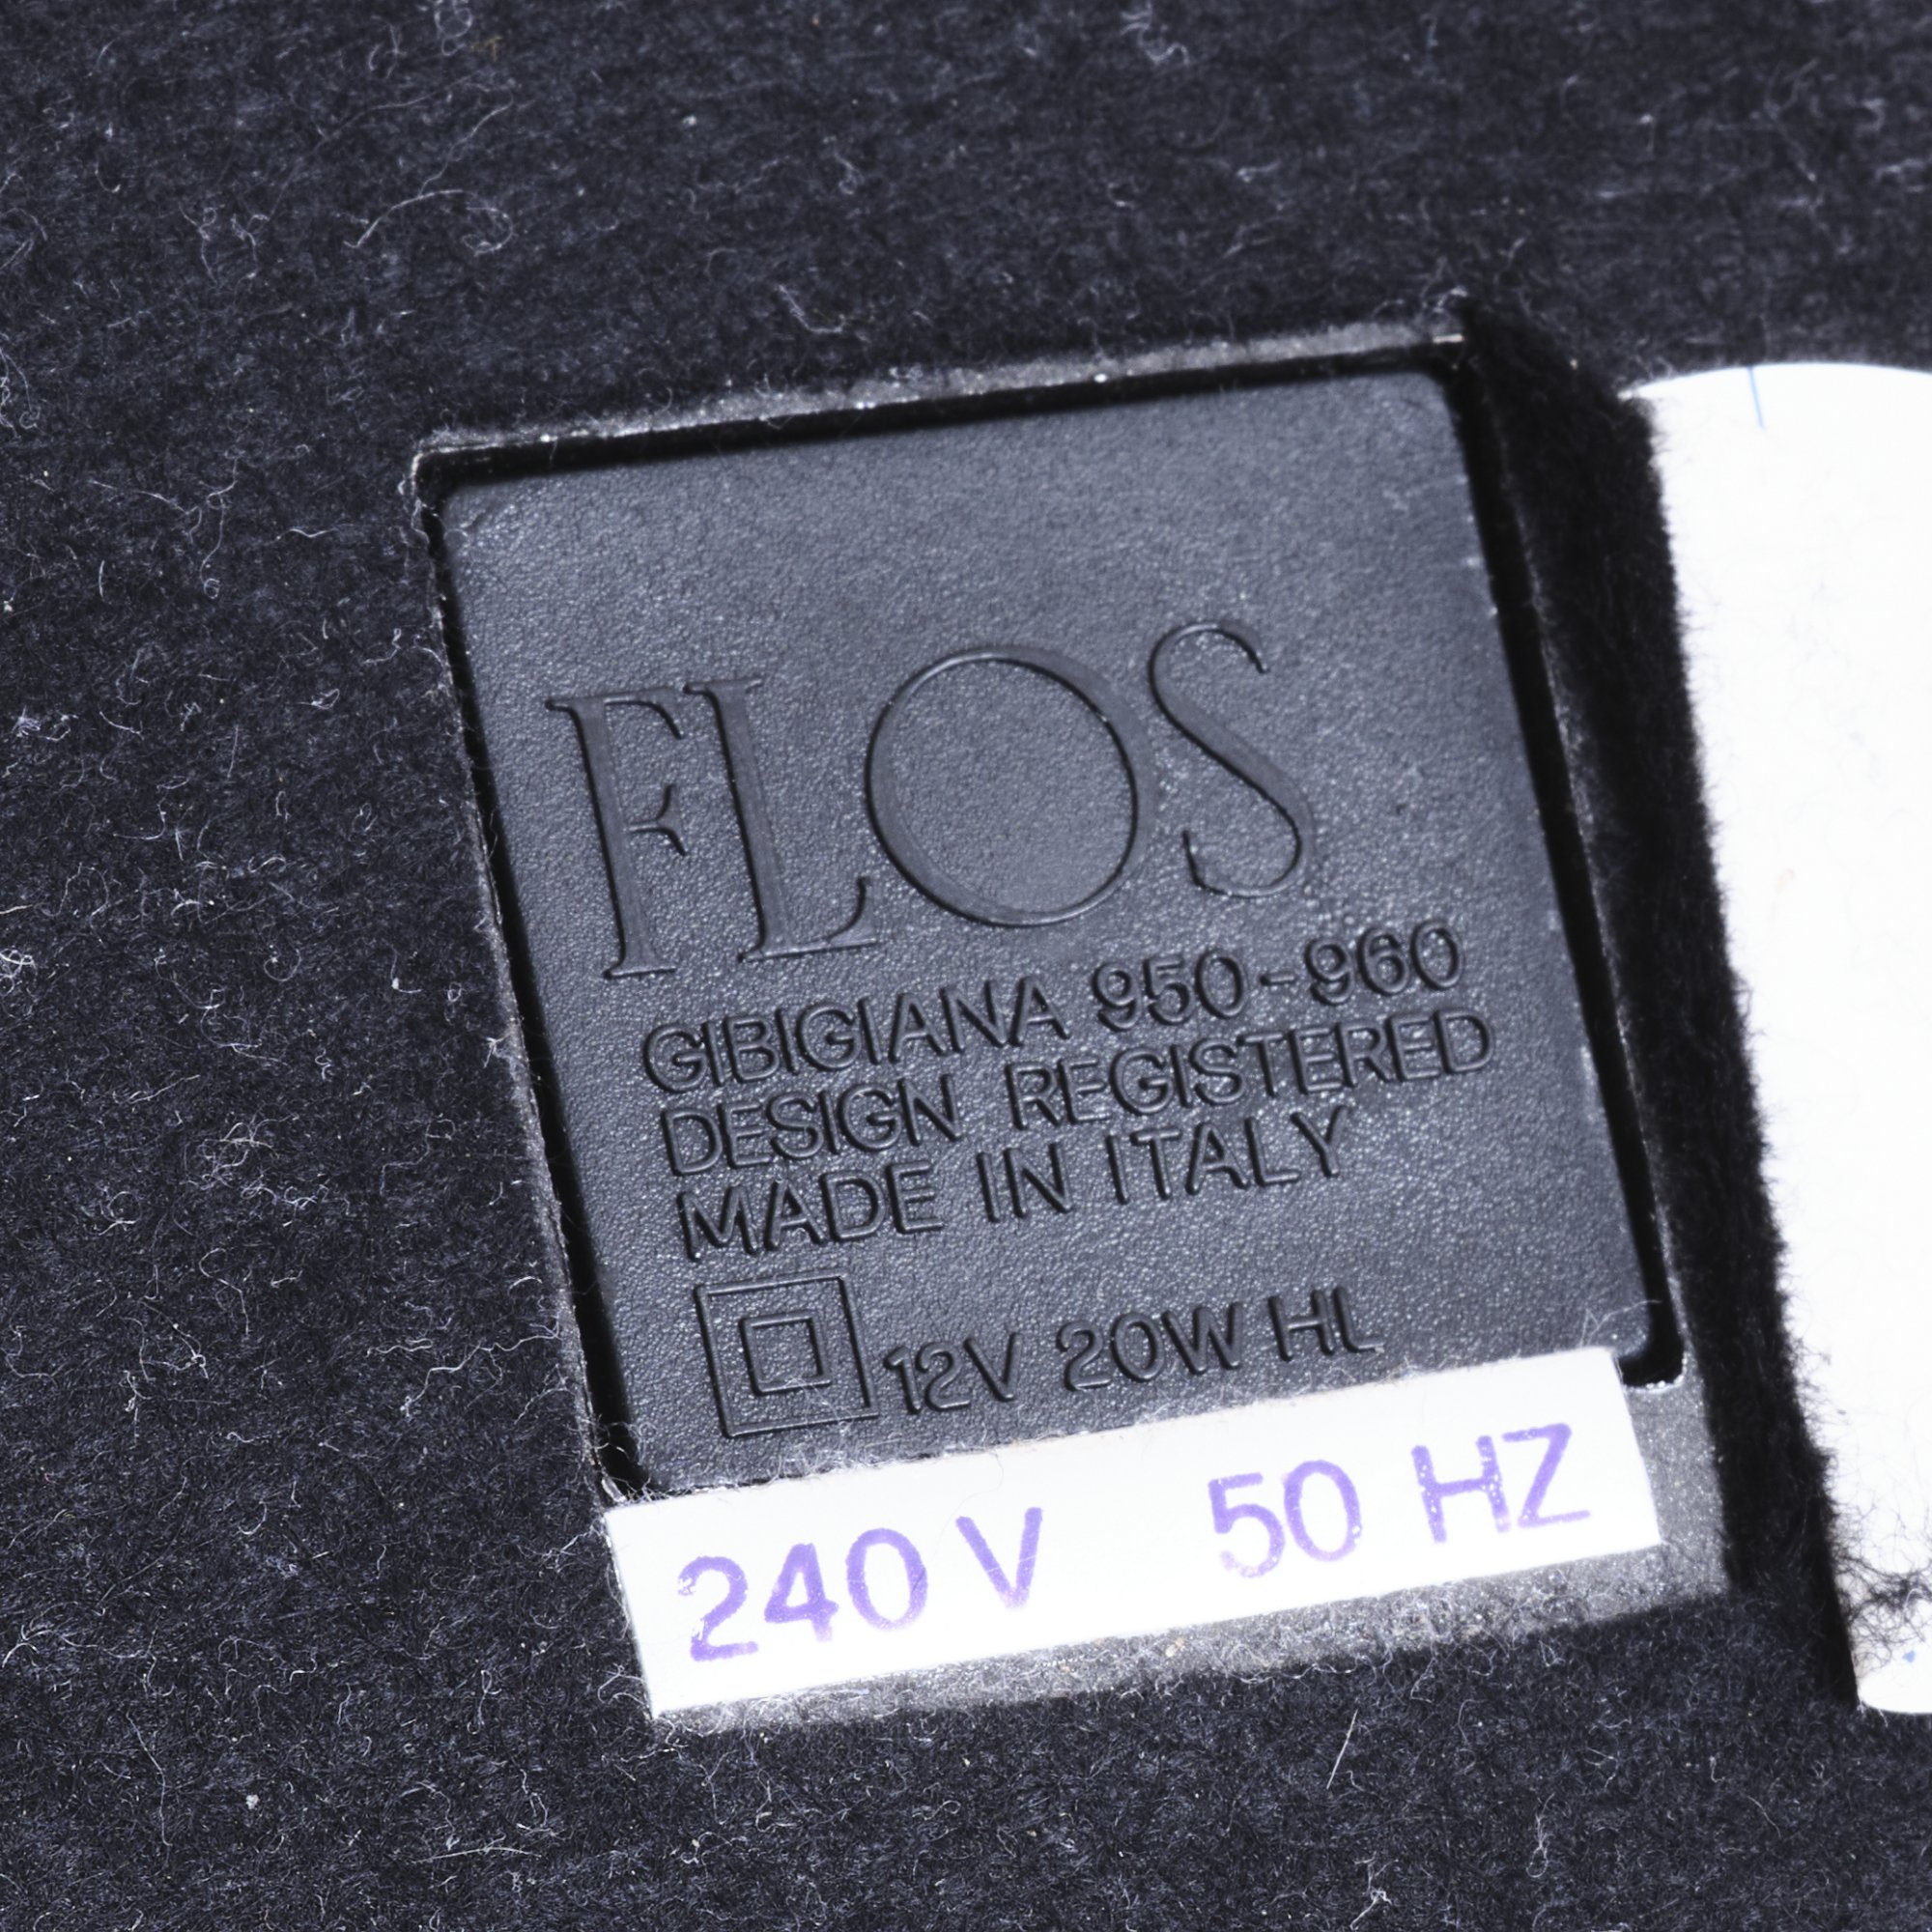 FLOS
GIBIGIANA 950-960
DESIGN REGISTERED
MADE IN ITALY
12V 20W HL
240 V 50 HZ